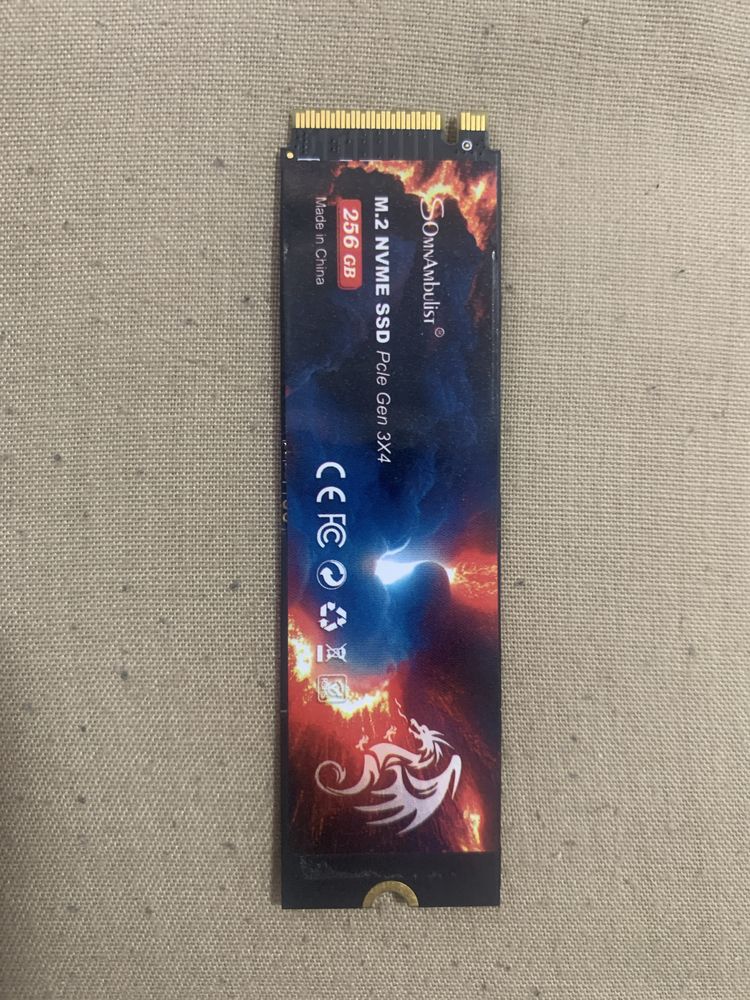 SOmnAmbulist ®
M.2 NVME SSD PcIe Gen 3X4
256 GB
Made in China
CE FC